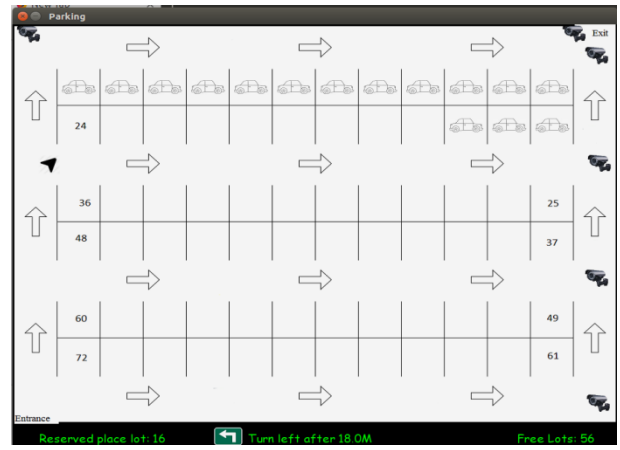 Parking
Exit
24
36
25
48
37
60
49
72
61
Entrance
Reserved place lot: 16
Turn left after 18.0M
Free Lots: 56